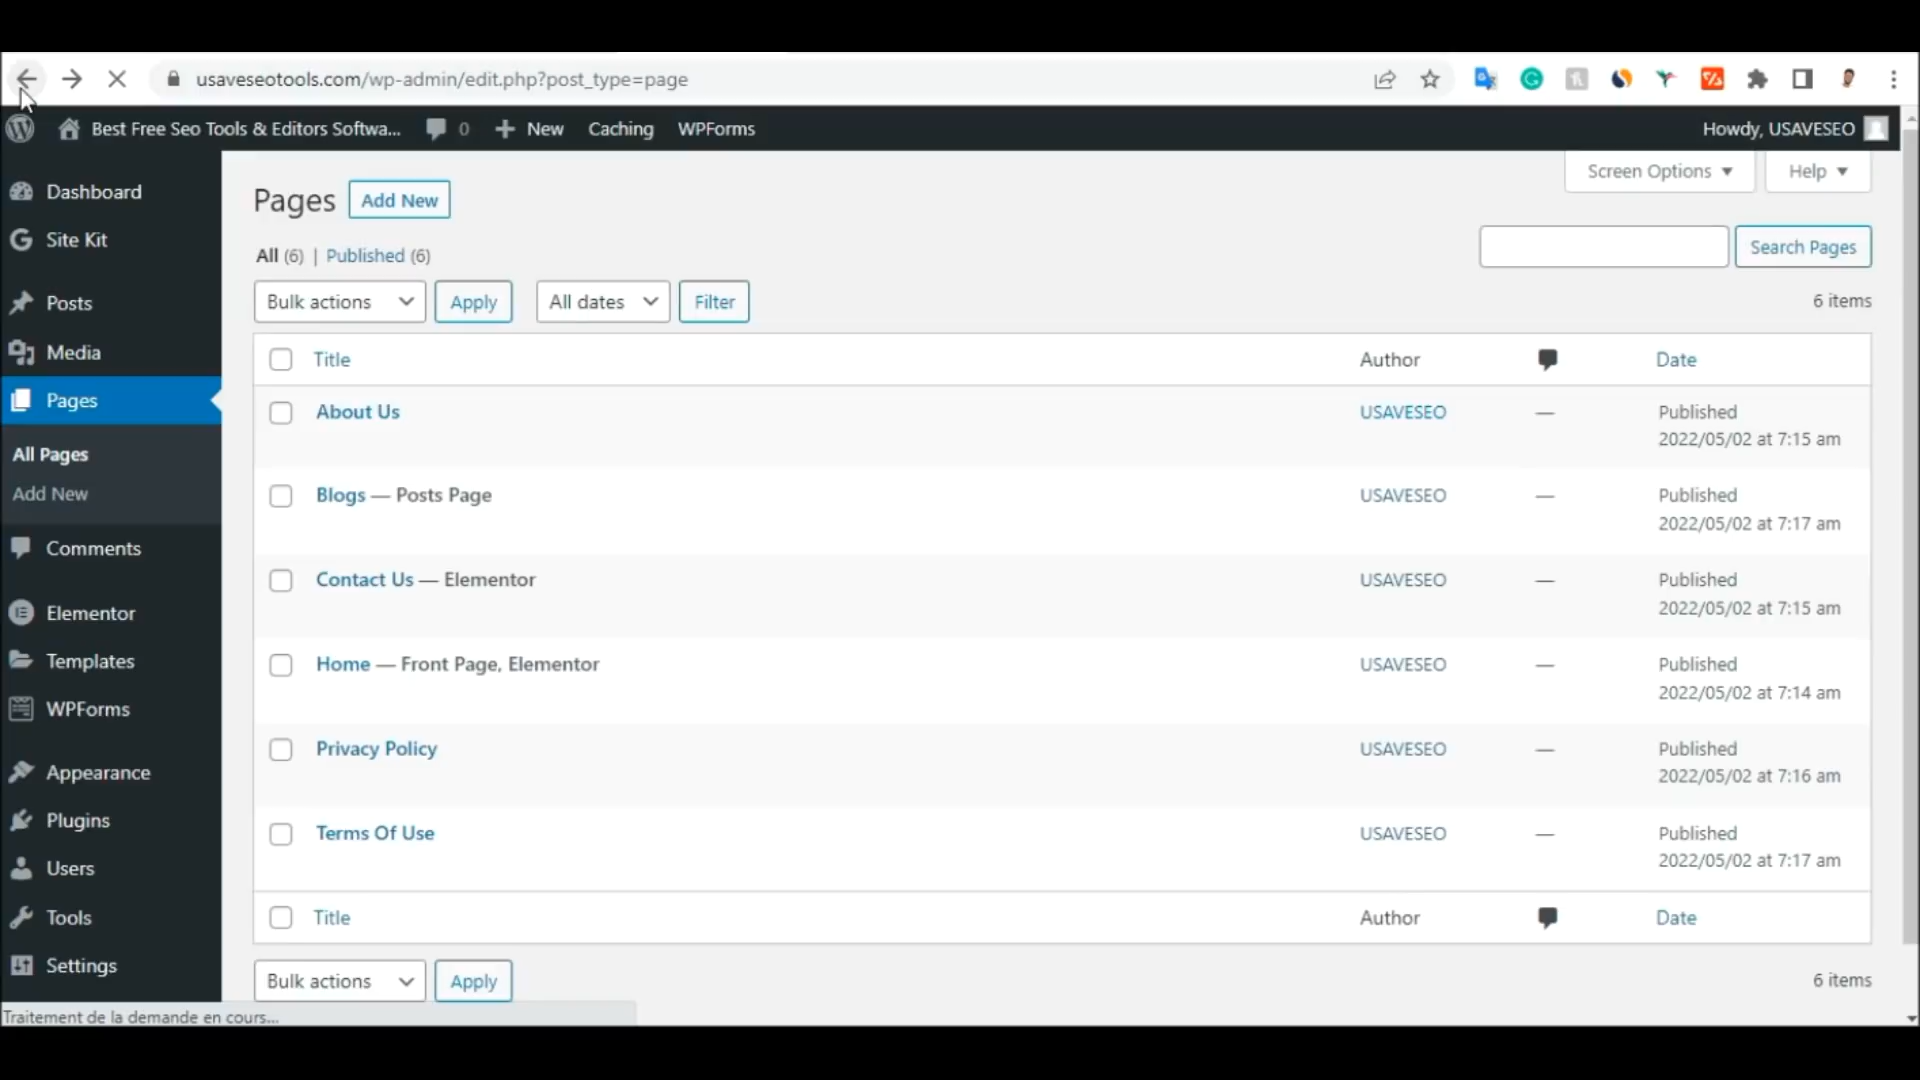 usaveseotools.com/wp-admin/edit.php?post_type=page
Best Free Seo Tools & Editors Softwa... 0 New Caching WPForms Howdy, USAVESEO
Dashboard
Site Kit
Posts
Media
Pages
All Pages
Add New
Comments
Elementor
Templates
WPForms
Appearance
Plugins
Users
Tools
Settings
Screen Options ▼ Help ▼
Pages Add New
All (6) | Published (6)
Search Pages
Bulk actions Apply All dates Filter 6 items
Title Author Date
About Us USAVESEO — Published
2022/05/02 at 7:15 am
Blogs — Posts Page USAVESEO — Published
2022/05/02 at 7:17 am
Contact Us — Elementor USAVESEO — Published
2022/05/02 at 7:15 am
Home — Front Page, Elementor USAVESEO — Published
2022/05/02 at 7:14 am
Privacy Policy USAVESEO — Published
2022/05/02 at 7:16 am
Terms Of Use USAVESEO — Published
2022/05/02 at 7:17 am
Title Author Date
Bulk actions Apply 6 items
Traitement de la demande en cours...